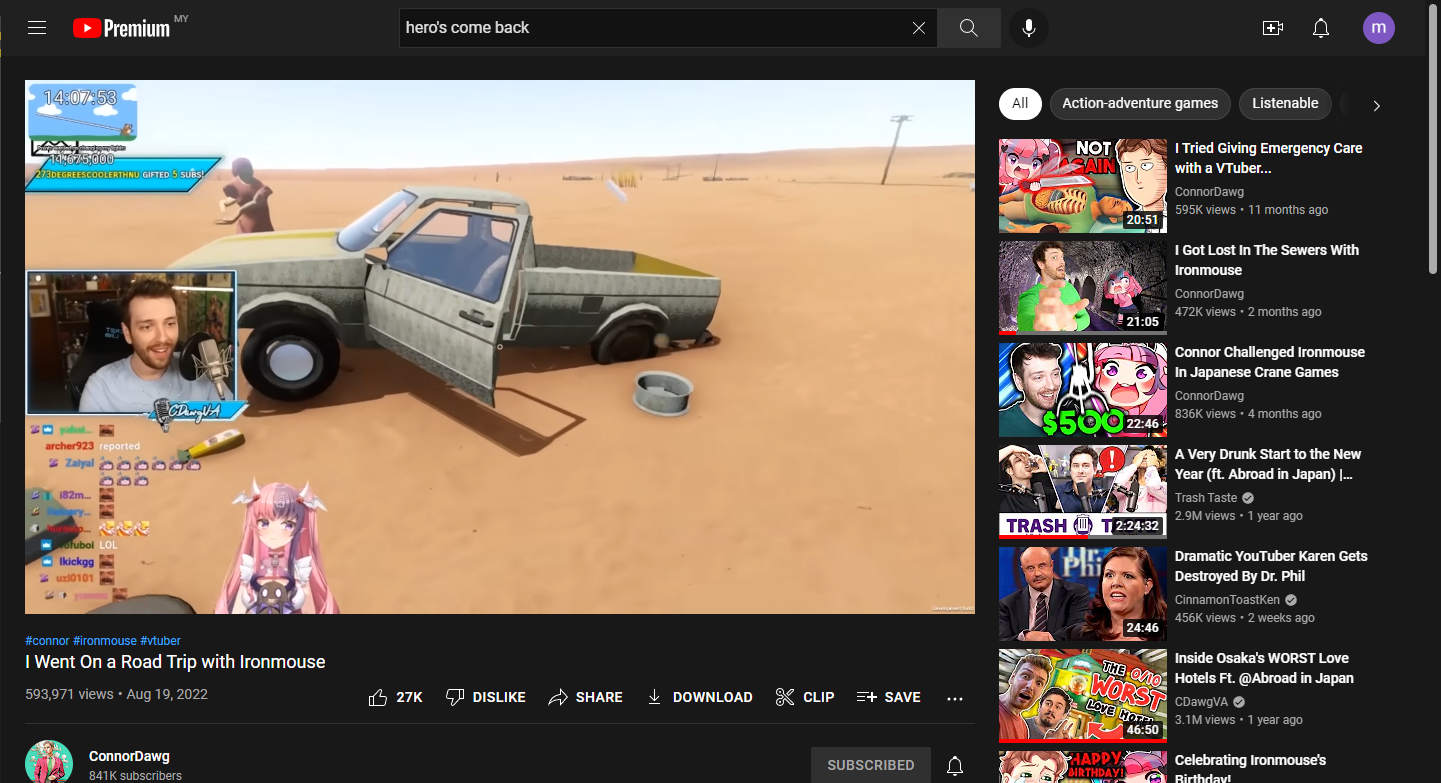 Premium MY
hero's come back
m
14:07:53
14,675,000
273DEGREESCOOLERTHNU GIFTED 5 SUBS!
CDawgVA
archer923 reported
Zaiyal
i82m...
rofuboi LOL
lkickgg
uzi0101
Development Build
#connor #ironmouse #vtuber
I Went On a Road Trip with Ironmouse
593,971 views • Aug 19, 2022
27K
DISLIKE
SHARE
DOWNLOAD
CLIP
SAVE
ConnorDawg
841K subscribers
SUBSCRIBED
All
Action-adventure games
Listenable
NOT AGAIN
20:51
I Tried Giving Emergency Care
with a VTuber...
ConnorDawg
595K views • 11 months ago
21:05
I Got Lost In The Sewers With
Ironmouse
ConnorDawg
472K views • 2 months ago
$500
22:46
Connor Challenged Ironmouse
In Japanese Crane Games
ConnorDawg
836K views • 4 months ago
TRASH
2:24:32
A Very Drunk Start to the New
Year (ft. Abroad in Japan) |...
Trash Taste
2.9M views • 1 year ago
Phil
24:46
Dramatic YouTuber Karen Gets
Destroyed By Dr. Phil
CinnamonToastKen
456K views • 2 weeks ago
THE 0/10
WORST
LOVE HOTEL
46:50
Inside Osaka's WORST Love
Hotels Ft. @Abroad in Japan
CDawgVA
3.1M views • 1 year ago
HAPPY
BIRTHDAY!
Celebrating Ironmouse's
Birthday!